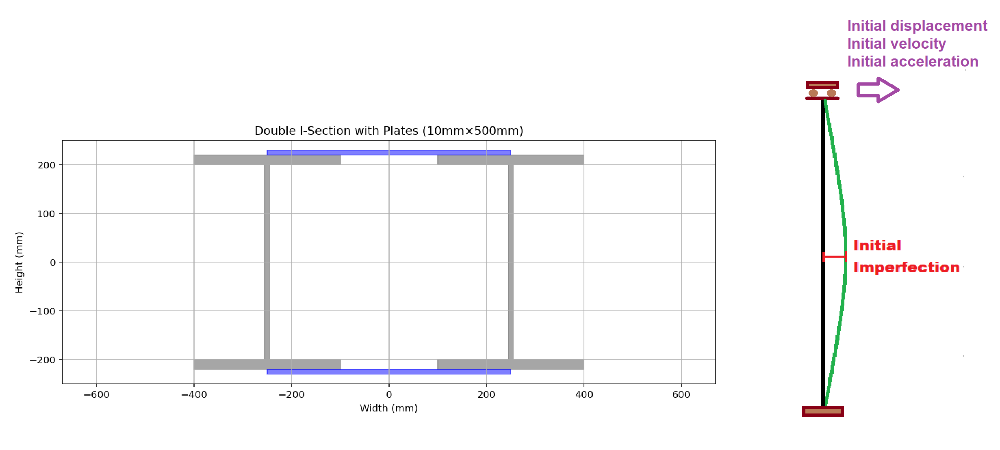 Initial displacement
Initial velocity
Initial acceleration
Double I-Section with Plates (10mm×500mm)
Height (mm)
200
100
0
−100
−200
−600
−400
−200
0
200
400
600
Width (mm)
Initial
Imperfection